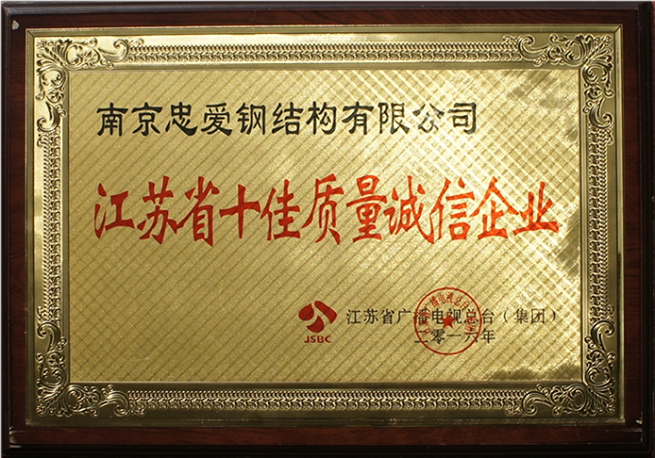 南京忠爱钢结构有限公司
江苏省十佳质量诚信企业
JSBC
江苏省广播电视总台（集团）
二零一六年